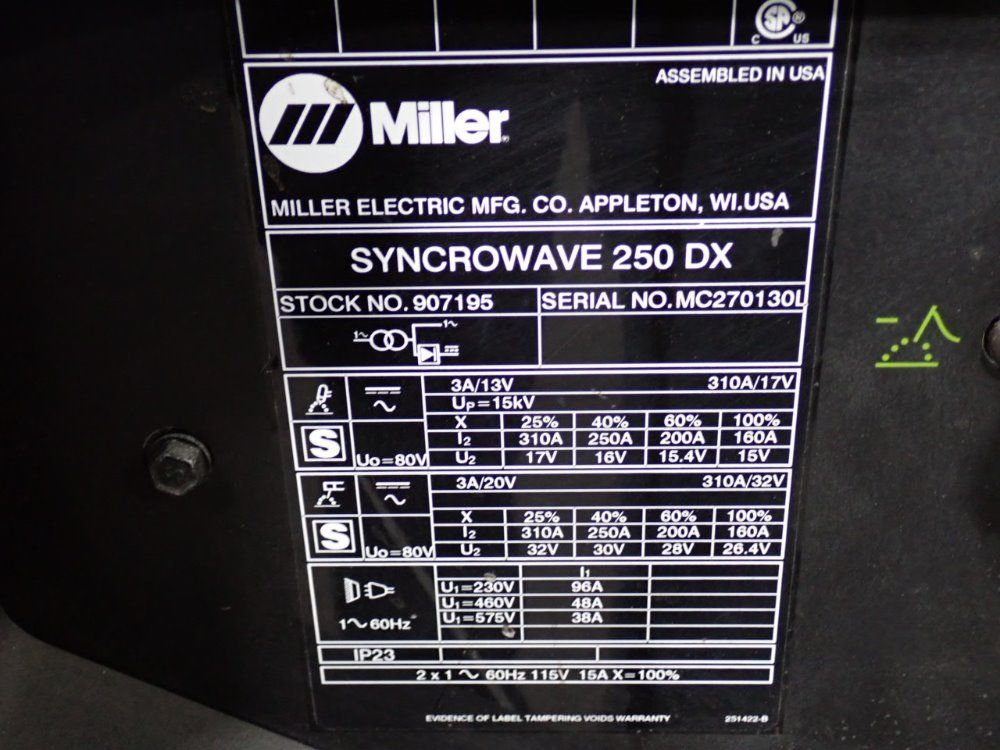 SA ®
C US
ASSEMBLED IN USA
Miller®
MILLER ELECTRIC MFG. CO. APPLETON, WI.USA
SYNCROWAVE 250 DX
STOCK NO. 907195 SERIAL NO. MC270130L
1~ 1~
3A/13V 310A/17V
Up=15kV
X 25% 40% 60% 100%
I2 310A 250A 200A 160A
S Uo=80V U2 17V 16V 15.4V 15V
3A/20V 310A/32V
X 25% 40% 60% 100%
I2 310A 250A 200A 160A
S Uo=80V U2 32V 30V 28V 26.4V
I1
U1=230V 96A
U1=460V 48A
1~60Hz U1=575V 38A
IP23
2 x 1 ~ 60Hz 115V 15A X=100%
EVIDENCE OF LABEL TAMPERING VOIDS WARRANTY 251422-B